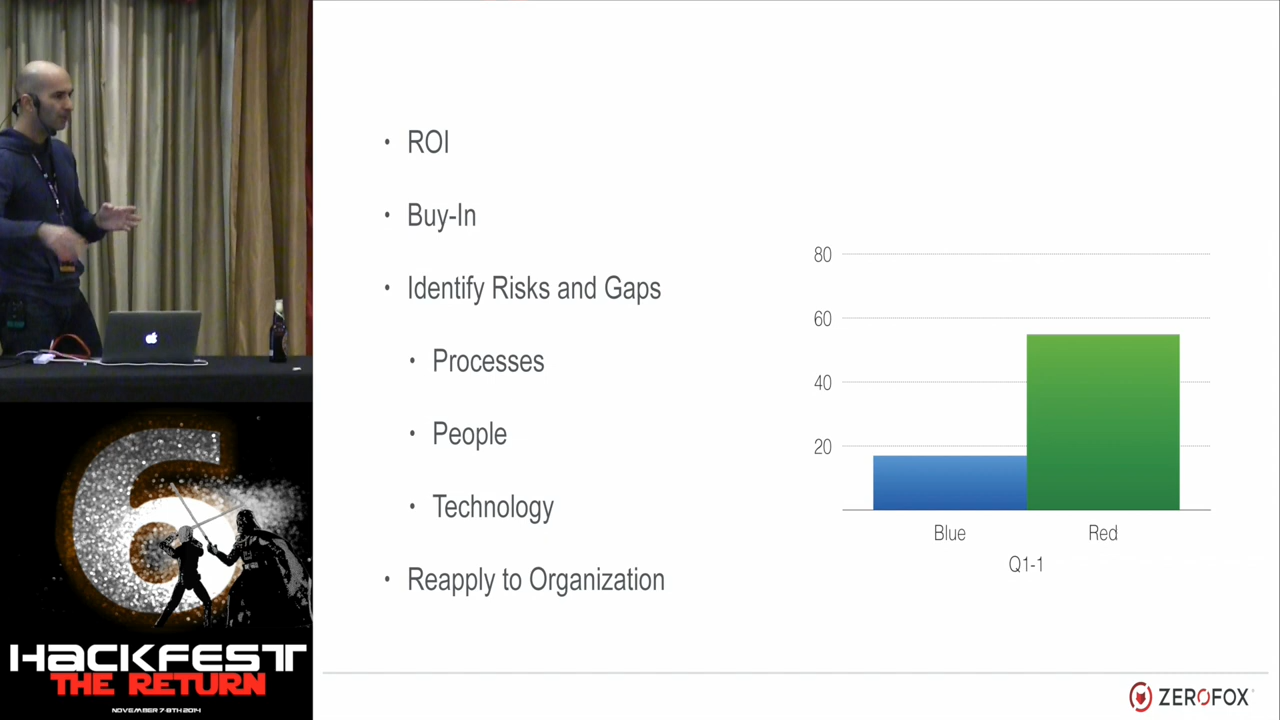 • ROI
• Buy-In
• Identify Risks and Gaps
• Processes
• People
• Technology
• Reapply to Organization
80
60
40
20
Blue
Red
Q1-1
ZEROFOX
6
HACKFEST
THE RETURN
NOVEMBER 7-8TH 2014